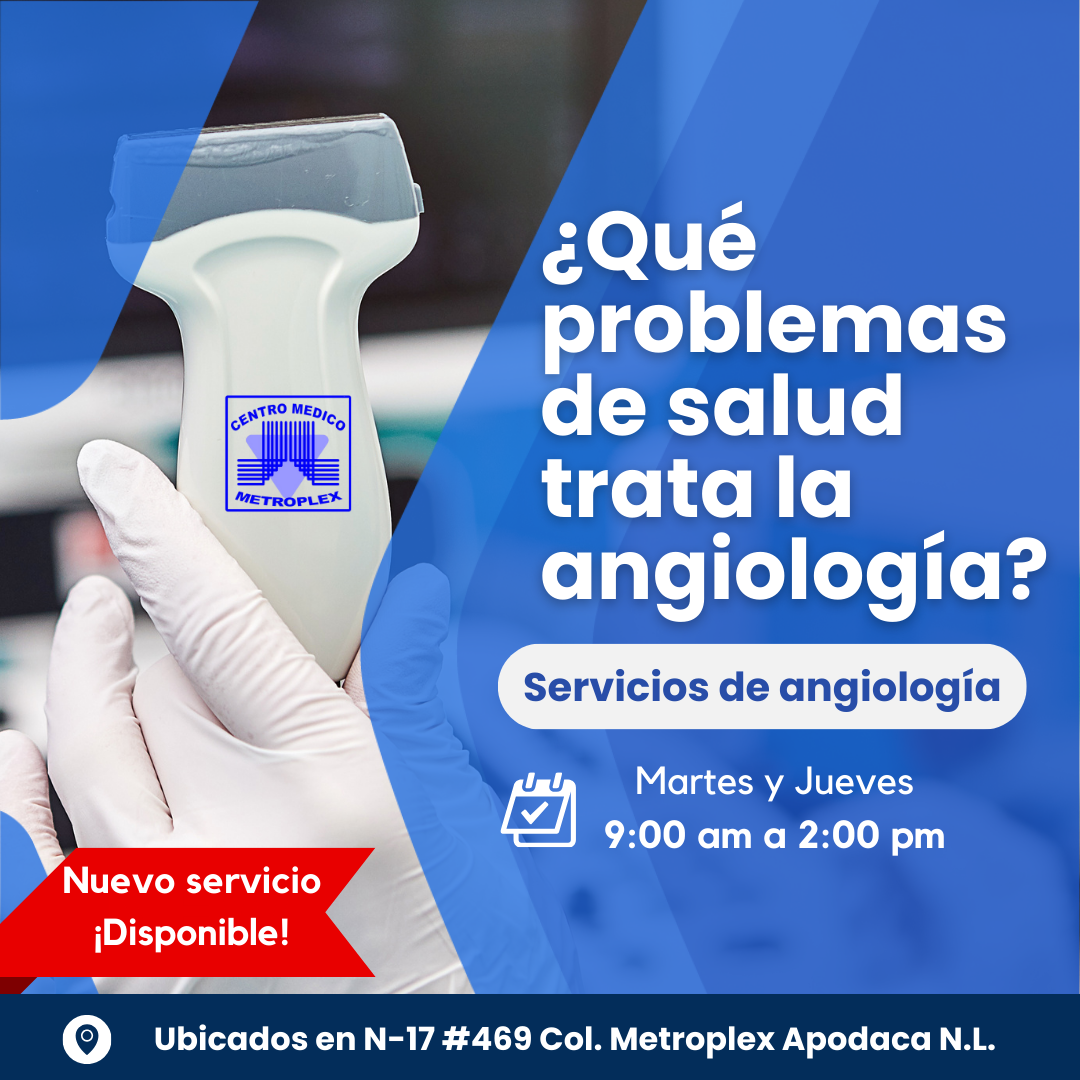 CENTRO MEDICO
METROPLEX
¿Qué
problemas
de salud
trata la
angiología?
Servicios de angiología
Martes y Jueves
9:00 am a 2:00 pm
Nuevo servicio
¡Disponible!
Ubicados en N-17 #469 Col. Metroplex Apodaca N.L.